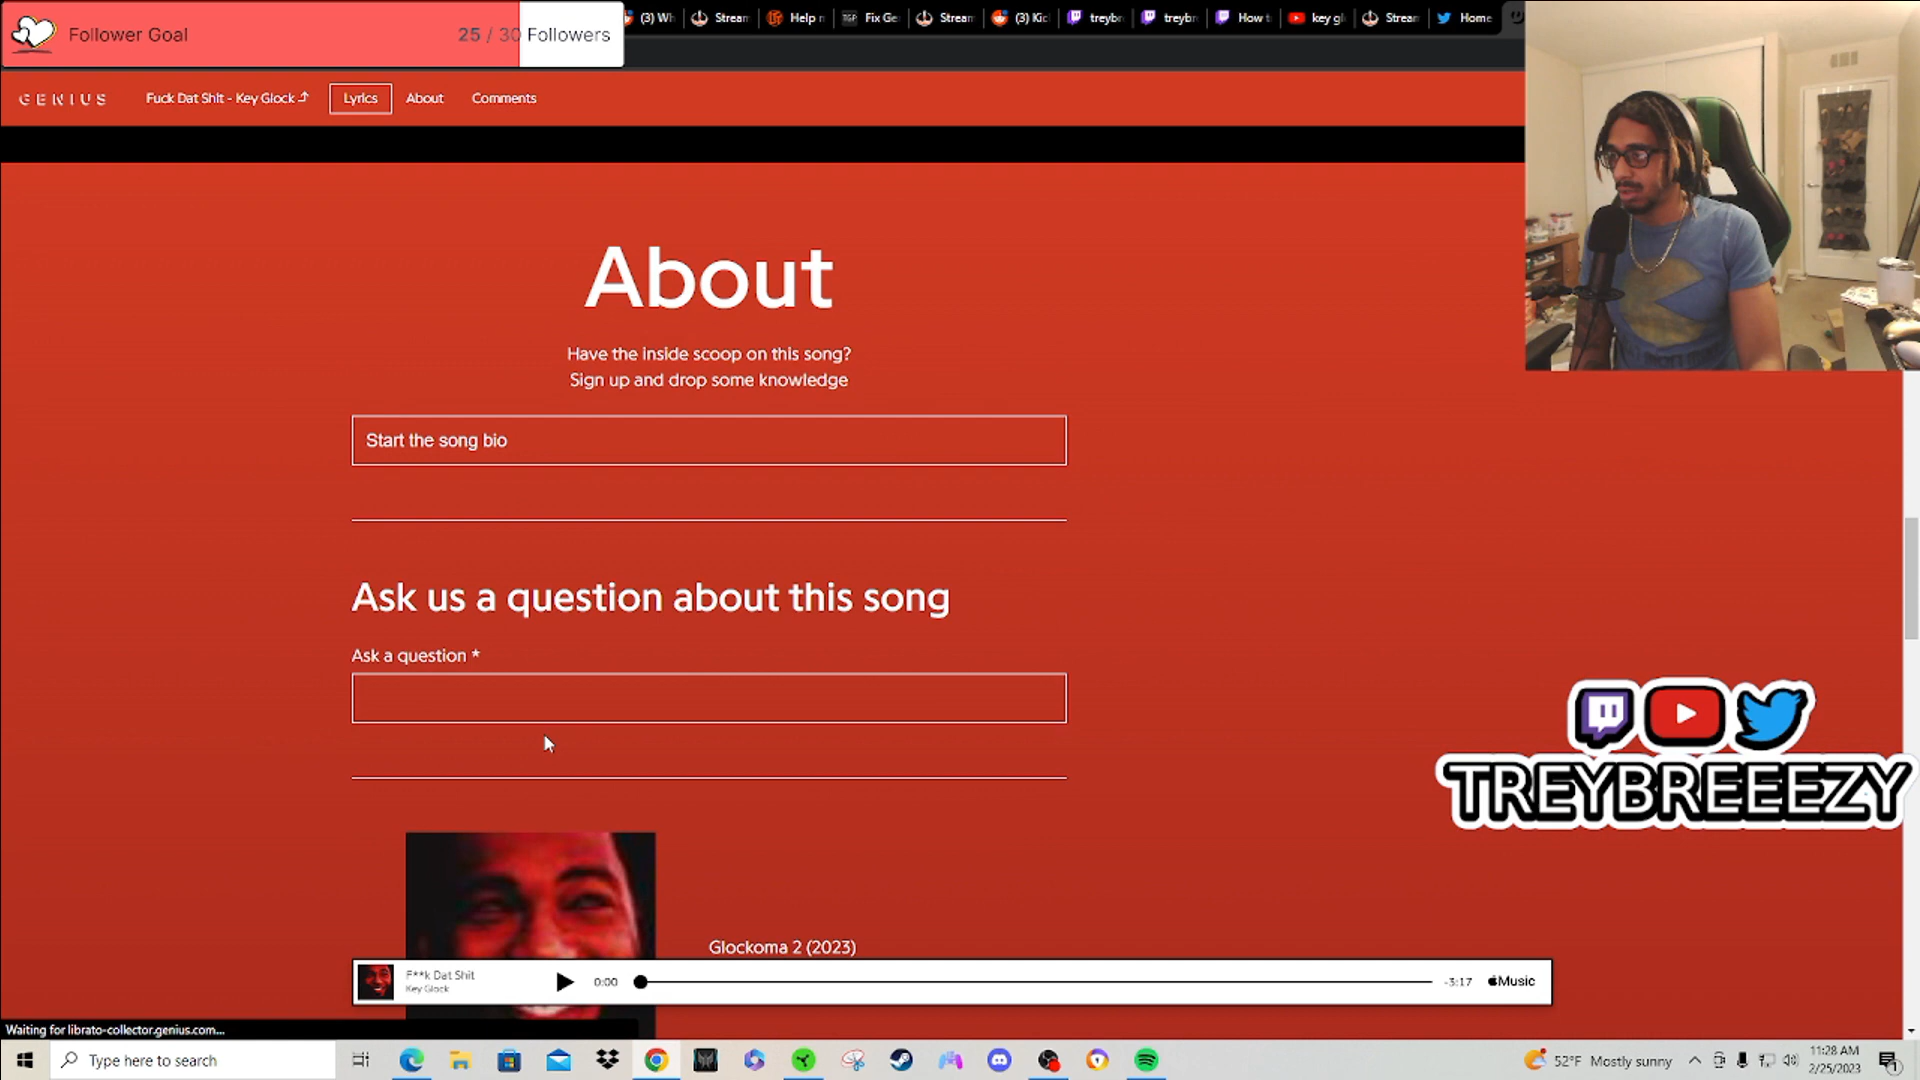 Follower Goal
25 / 30 Followers
(3) Wh
Stream
Help n
Fix Ge
Stream
(3) Kic
treybr
treybr
How t
key gl
Stream
Home
GENIUS
Fuck Dat Shit - Key Glock
Lyrics
About
Comments
About
Have the inside scoop on this song?
Sign up and drop some knowledge
Start the song bio
Ask us a question about this song
Ask a question *
TREYBREEEZY
Glockoma 2 (2023)
F**k Dat Shit
Key Glock
0:00
-3:17
Music
Waiting for librato-collector.genius.com...
Type here to search
52°F Mostly sunny
11:28 AM
2/25/2023